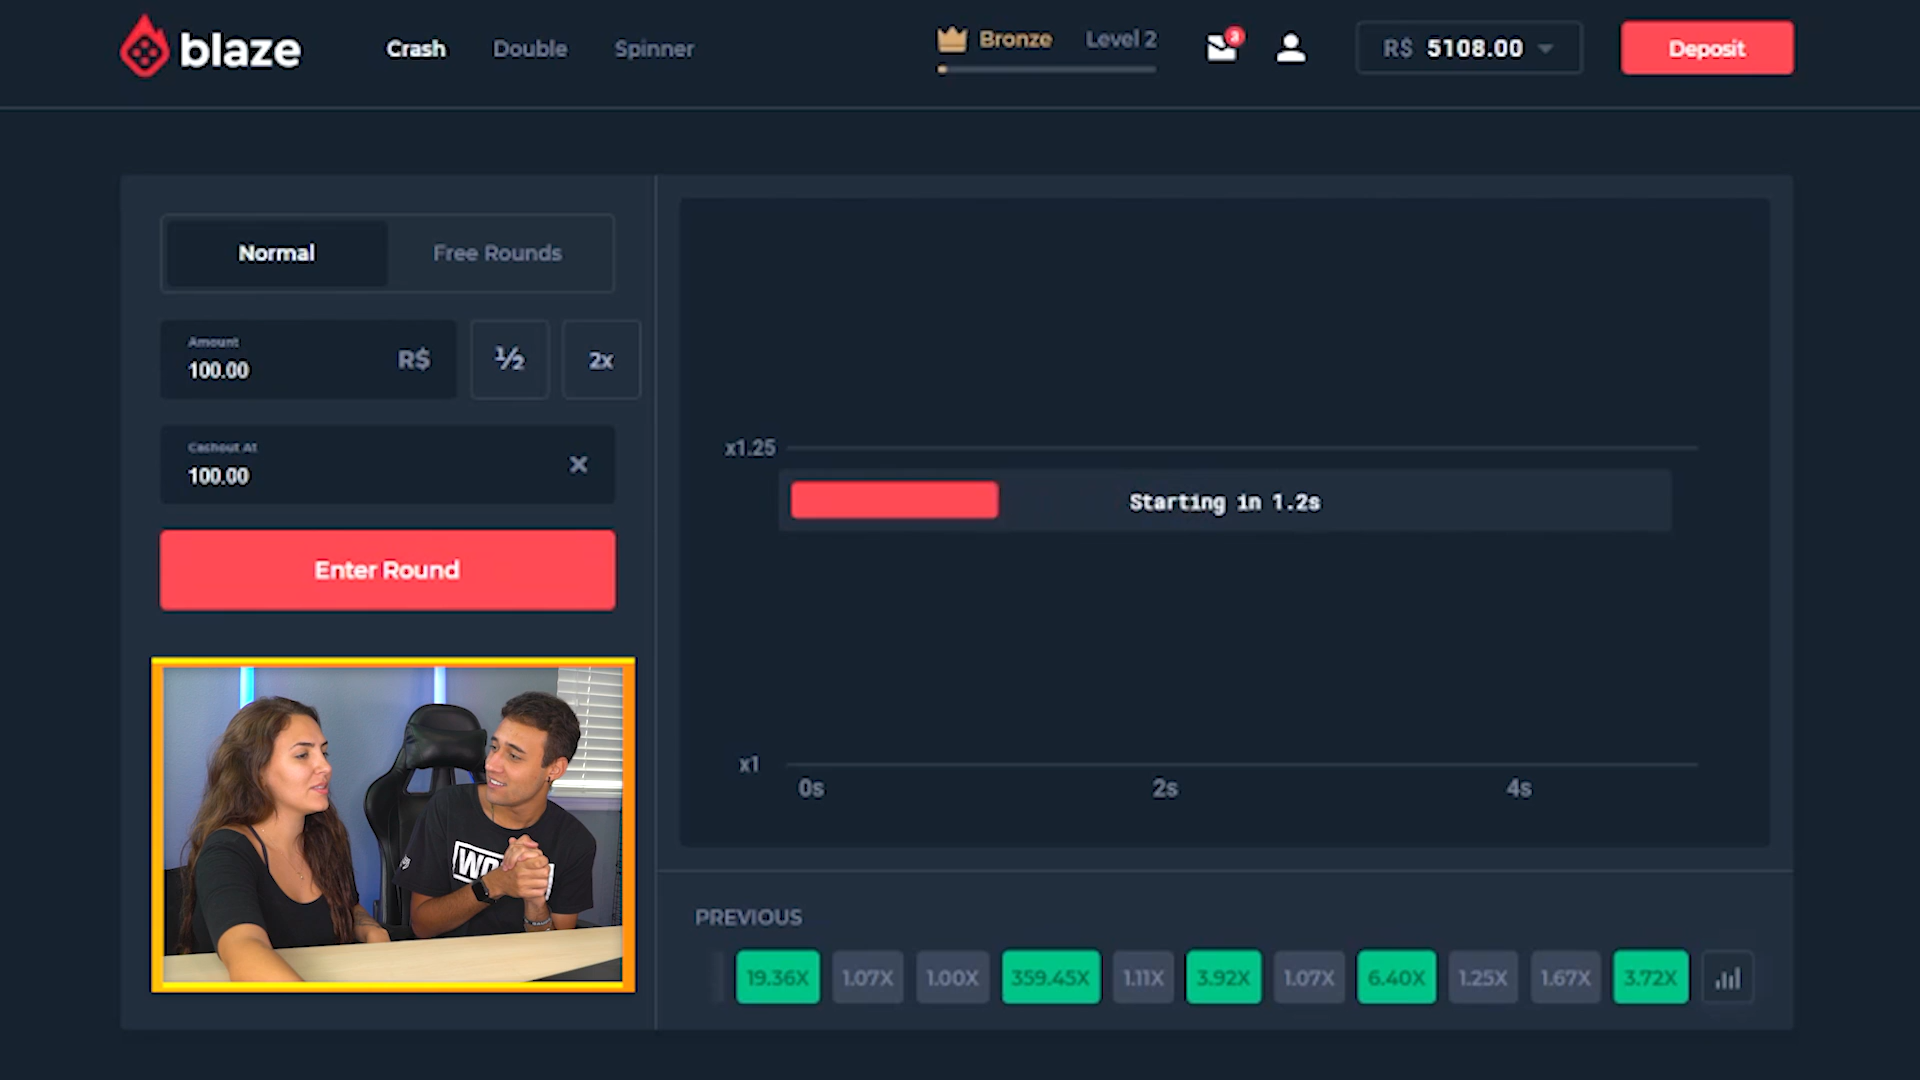 blaze
Crash
Double
Spinner
Bronze
Level 2
3
R$ 5108.00
Deposit
Normal
Free Rounds
Amount
100.00
R$
½
2x
Cashout At
100.00
Enter Round
x1.25
Starting in 1.2s
x1
0s
2s
4s
PREVIOUS
19.36X
1.07X
1.00X
359.45X
1.11X
3.92X
1.07X
6.40X
1.25X
1.67X
3.72X